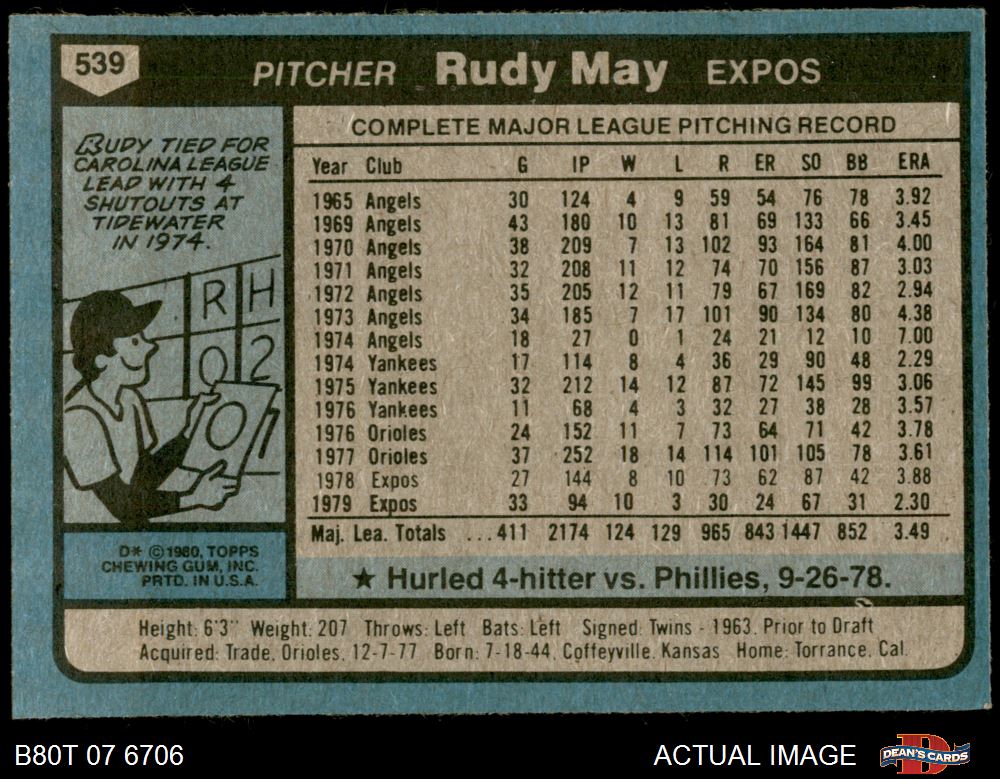 539
PITCHER Rudy May EXPOS
RUDY TIED FOR
CAROLINA LEAGUE
LEAD WITH 4
SHUTOUTS AT
TIDEWATER
IN 1974.
R H
0 2
0 1
D* © 1980, TOPPS
CHEWING GUM, INC.
PRTD. IN U.S.A.
COMPLETE MAJOR LEAGUE PITCHING RECORD
Year Club G IP W L R ER SO BB ERA
1965 Angels 30 124 4 9 59 54 76 78 3.92
1969 Angels 43 180 10 13 81 69 133 66 3.45
1970 Angels 38 209 7 13 102 93 164 81 4.00
1971 Angels 32 208 11 12 74 70 156 87 3.03
1972 Angels 35 205 12 11 79 67 169 82 2.94
1973 Angels 34 185 7 17 101 90 134 80 4.38
1974 Angels 18 27 0 1 24 21 12 10 7.00
1974 Yankees 17 114 8 4 36 29 90 48 2.29
1975 Yankees 32 212 14 12 87 72 145 99 3.06
1976 Yankees 11 68 4 3 32 27 38 28 3.57
1976 Orioles 24 152 11 7 73 64 71 42 3.78
1977 Orioles 37 252 18 14 114 101 105 78 3.61
1978 Expos 27 144 8 10 73 62 87 42 3.88
1979 Expos 33 94 10 3 30 24 67 31 2.30
Maj. Lea. Totals ...411 2174 124 129 965 843 1447 852 3.49
★ Hurled 4-hitter vs. Phillies, 9-26-78.
Height: 6'3" Weight: 207 Throws: Left Bats: Left Signed: Twins - 1963, Prior to Draft
Acquired: Trade, Orioles, 12-7-77 Born: 7-18-44, Coffeyville, Kansas Home: Torrance, Cal.
B80T 07 6706 ACTUAL IMAGE DEAN'S CARDS